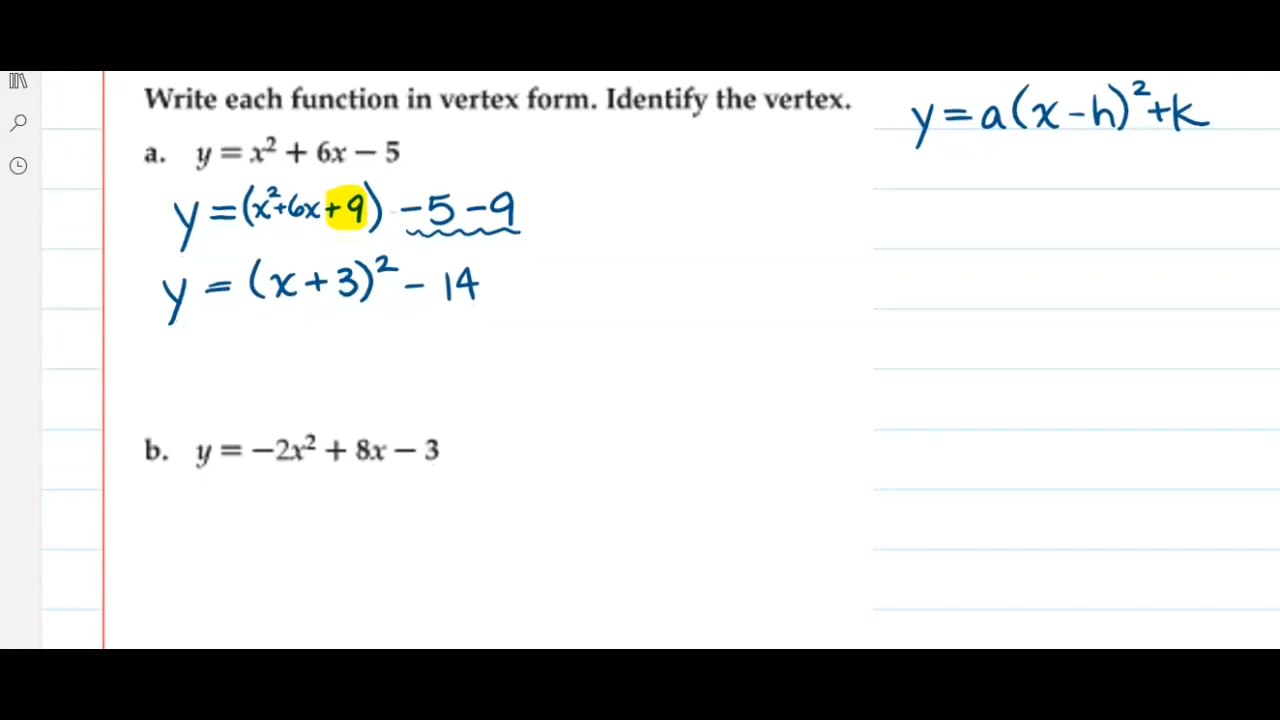 Write each function in vertex form. Identify the vertex.
y = a(x - h)² + k
a. y = x² + 6x − 5
y = (x² + 6x + 9) - 5 - 9
y = (x + 3)² - 14
b. y = −2x² + 8x − 3